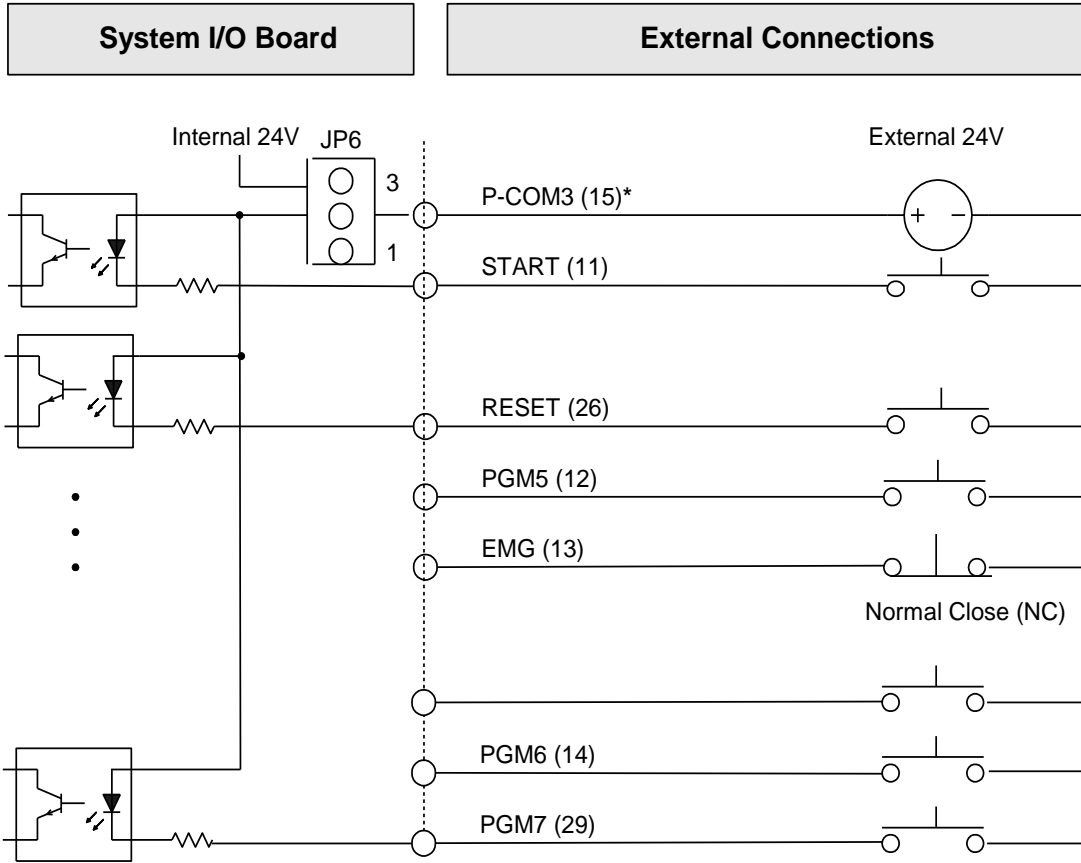 System I/O Board
External Connections
Internal 24V
JP6
External 24V
3
P-COM3 (15)*
+ -
1
START (11)
RESET (26)
PGM5 (12)
EMG (13)
Normal Close (NC)
PGM6 (14)
PGM7 (29)